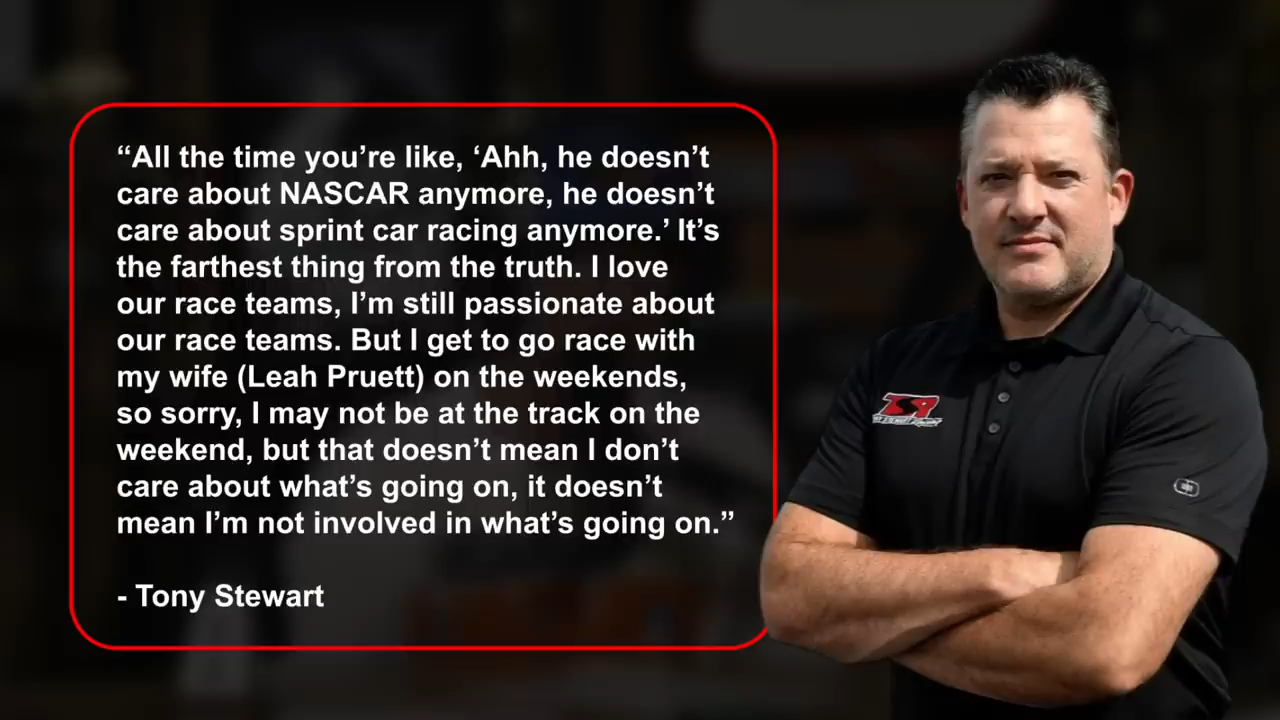 “All the time you’re like, ‘Ahh, he doesn’t
care about NASCAR anymore, he doesn’t
care about sprint car racing anymore.’ It’s
the farthest thing from the truth. I love
our race teams, I’m still passionate about
our race teams. But I get to go race with
my wife (Leah Pruett) on the weekends,
so sorry, I may not be at the track on the
weekend, but that doesn’t mean I don’t
care about what’s going on, it doesn’t
mean I’m not involved in what’s going on.”
- Tony Stewart
TSR